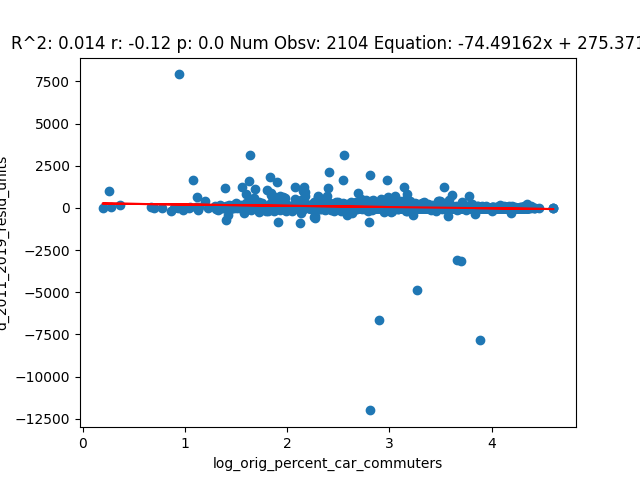 R^2: 0.014 r: -0.12 p: 0.0 Num Obsv: 2104 Equation: -74.49162x + 275.371
7500
5000
2500
0
−2500
−5000
−7500
−10000
−12500
d_2011_2019_resid_units
0 1 2 3 4
log_orig_percent_car_commuters